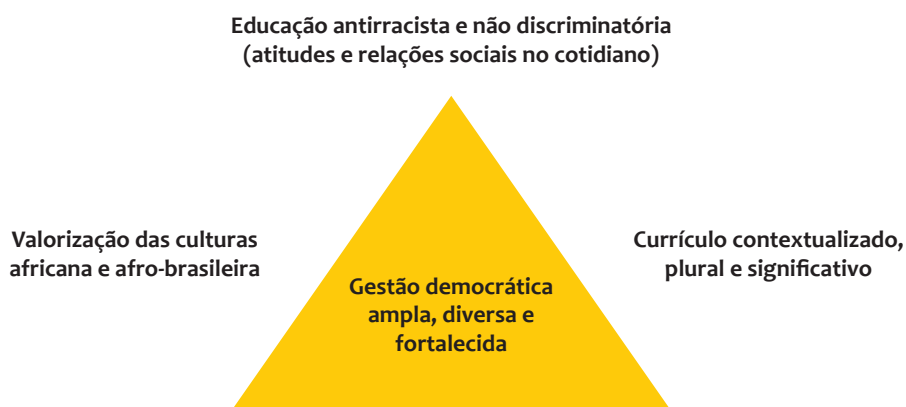 Educação antirracista e não discriminatória
(atitudes e relações sociais no cotidiano)
Valorização das culturas
africana e afro-brasileira
Currículo contextualizado,
plural e significativo
Gestão democrática
ampla, diversa e
fortalecida